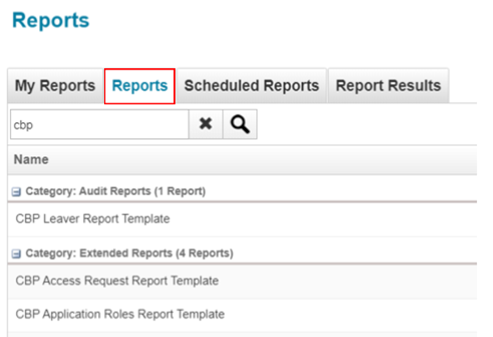 Reports
My Reports Reports Scheduled Reports Report Results
cbp
Name
Category: Audit Reports (1 Report)
CBP Leaver Report Template
Category: Extended Reports (4 Reports)
CBP Access Request Report Template
CBP Application Roles Report Template